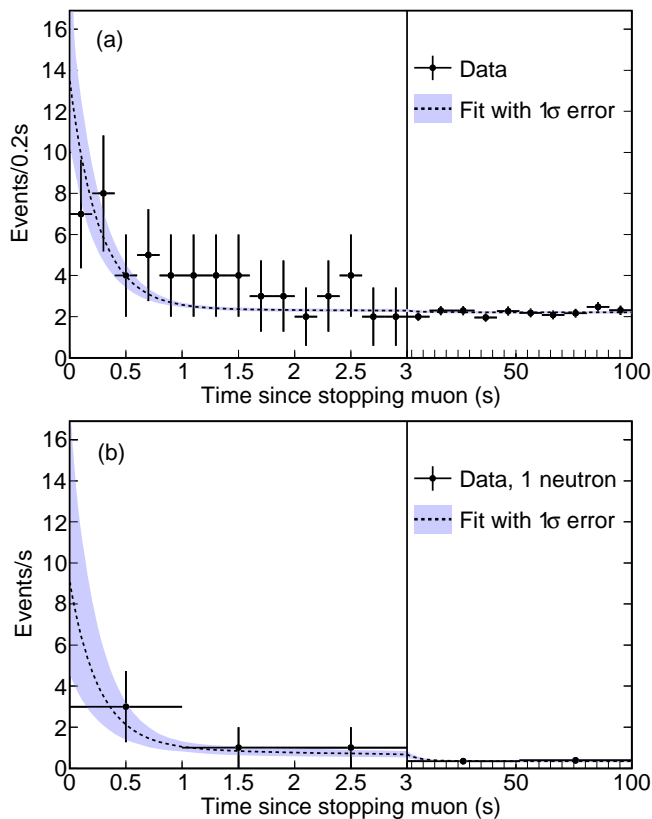 (a)
Data
Fit with 1σ error
Events/0.2s
16
14
12
10
8
6
4
2
0
0 0.5 1 1.5 2 2.5 3 50 100
Time since stopping muon (s)
(b)
Data, 1 neutron
Fit with 1σ error
Events/s
16
14
12
10
8
6
4
2
0
0 0.5 1 1.5 2 2.5 3 50 100
Time since stopping muon (s)